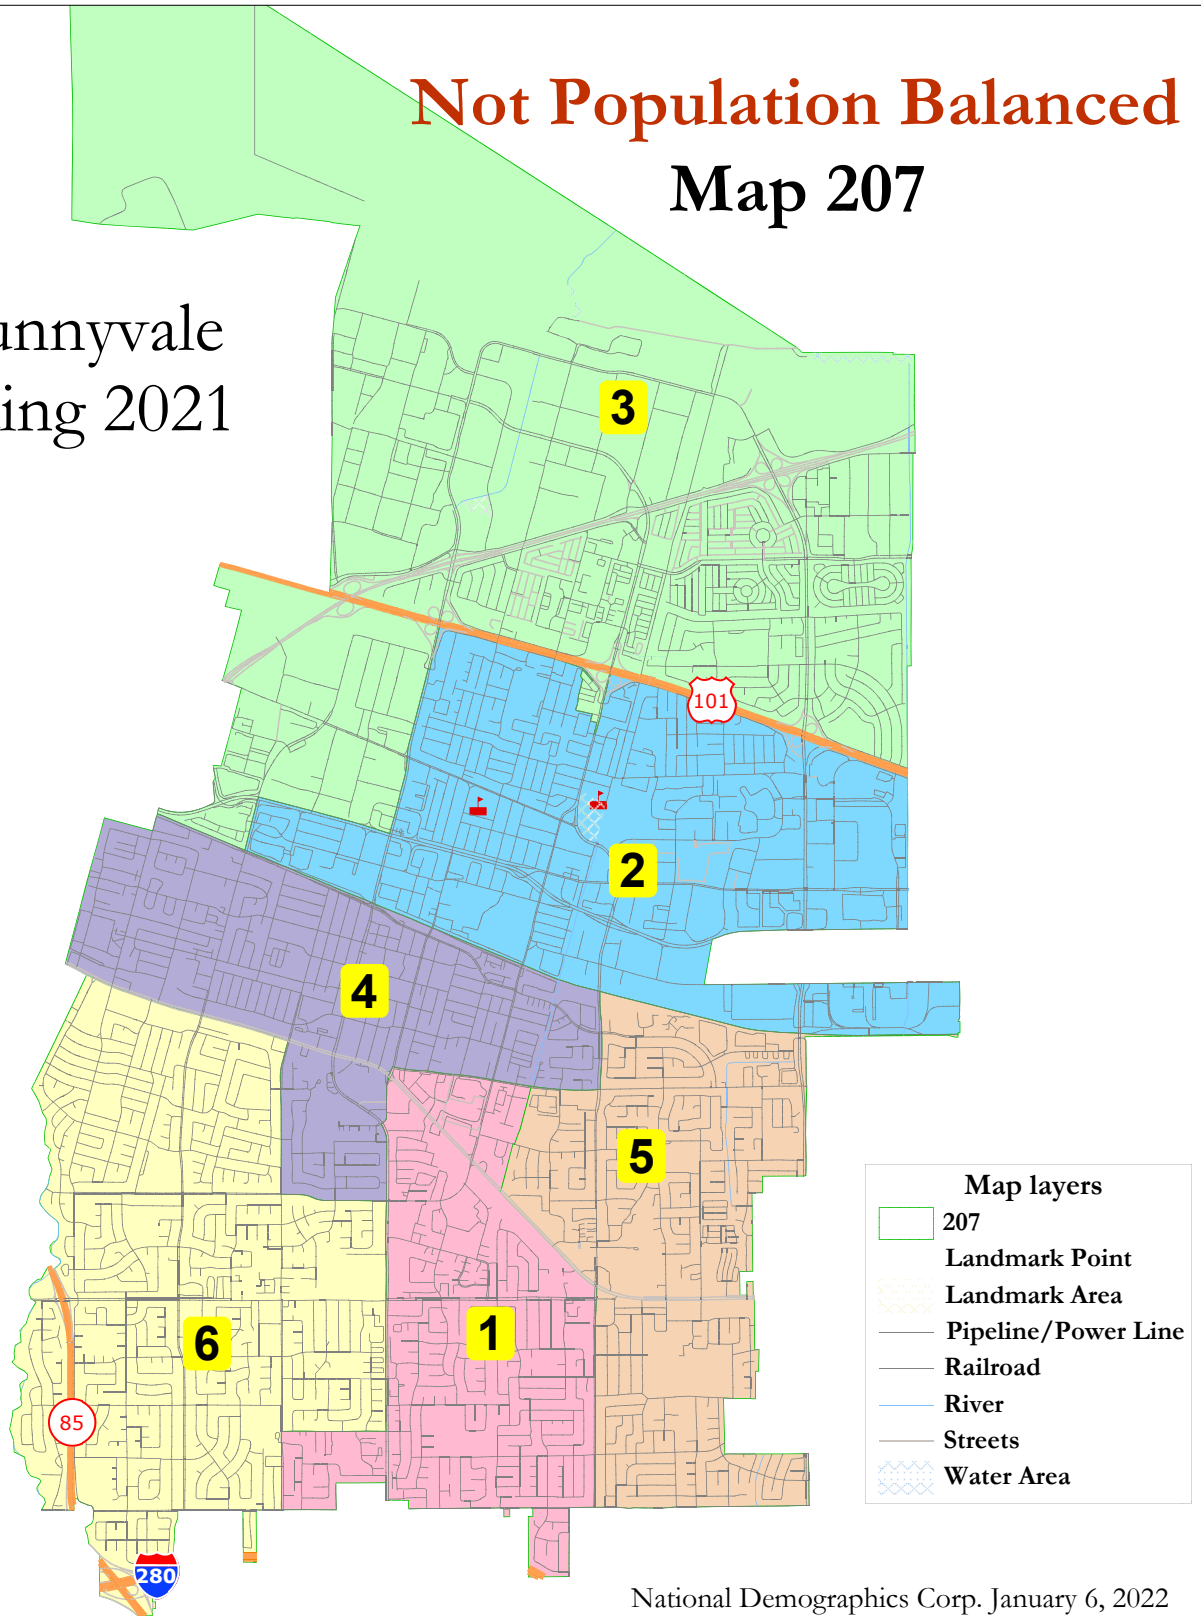 Not Population Balanced
Map 207
unnyvale
ing 2021
3
101
2
4
5
6
1
85
280
Map layers
207
Landmark Point
Landmark Area
Pipeline/Power Line
Railroad
River
Streets
Water Area
National Demographics Corp. January 6, 2022